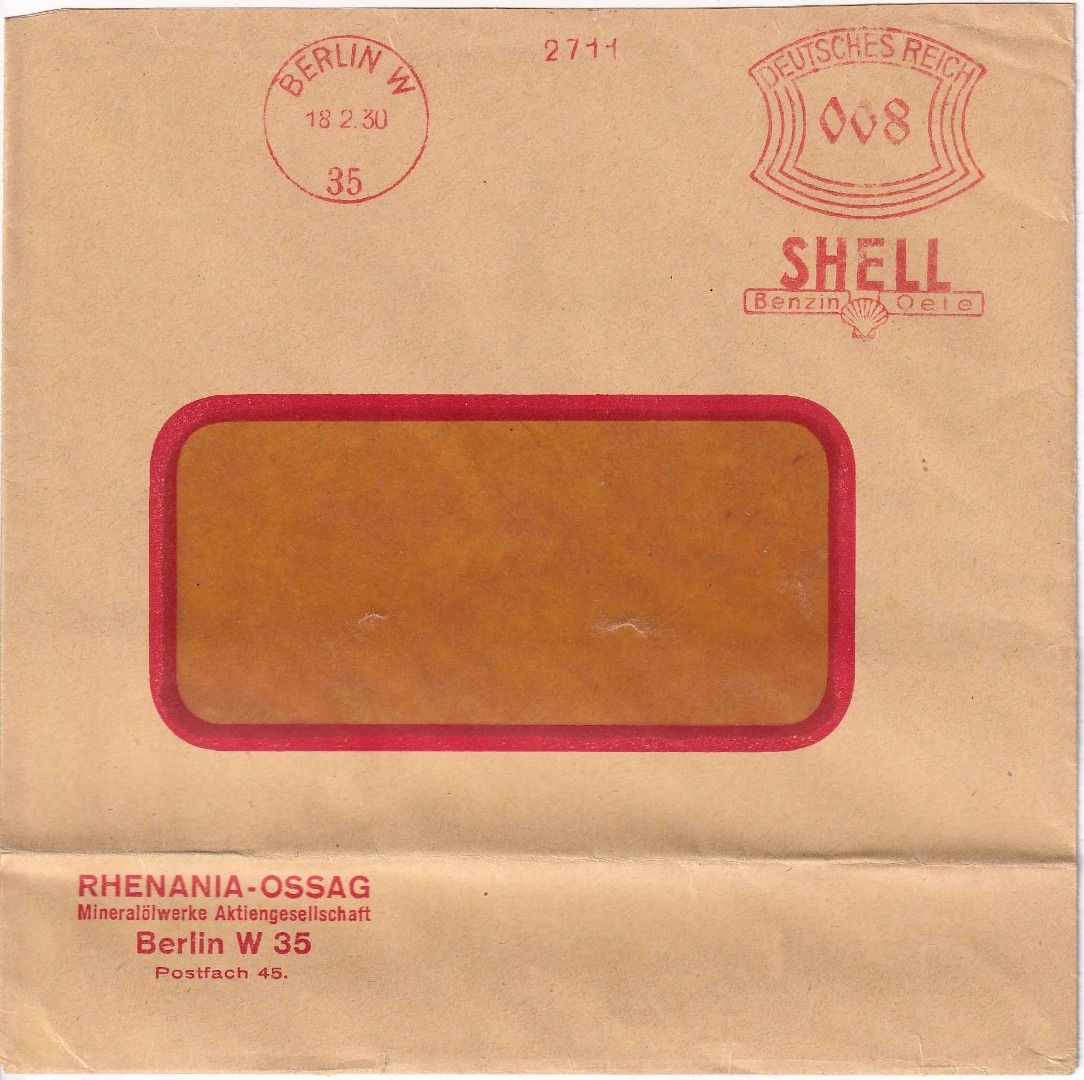 BERLIN W
18 2.30
35
2711
DEUTSCHES REICH
008
SHELL
Benzin Oele
RHENANIA-OSSAG
Mineralölwerke Aktiengesellschaft
Berlin W 35
Postfach 45.